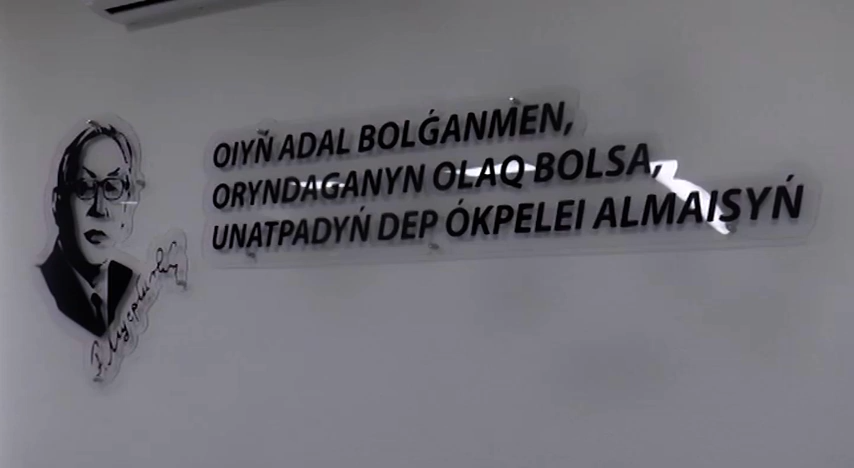 OIYŃ ADAL BOLǴANMEN,
ORYNDAGANYN OLAQ BOLSA,
UNATPADYŃ DEP ÓKPELEI ALMAISYŃ